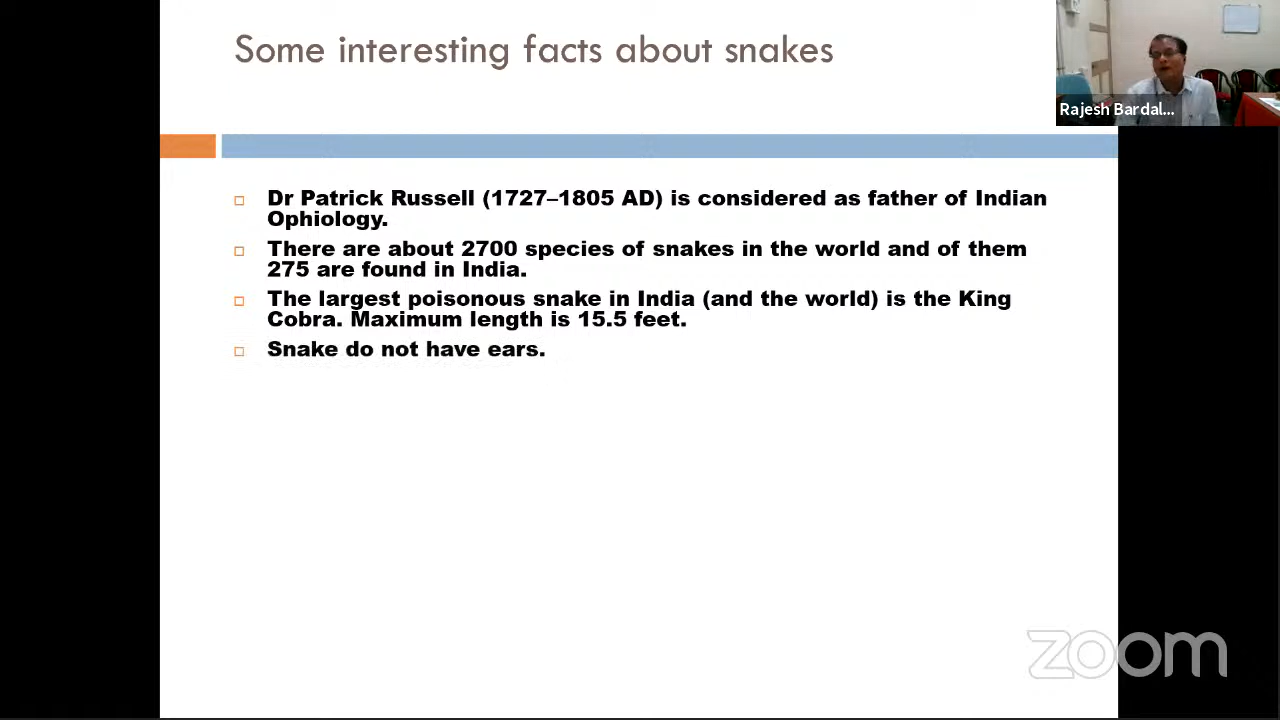 Some interesting facts about snakes
Rajesh Bardal...
Dr Patrick Russell (1727–1805 AD) is considered as father of Indian
Ophiology.
There are about 2700 species of snakes in the world and of them
275 are found in India.
The largest poisonous snake in India (and the world) is the King
Cobra. Maximum length is 15.5 feet.
Snake do not have ears.
zoom